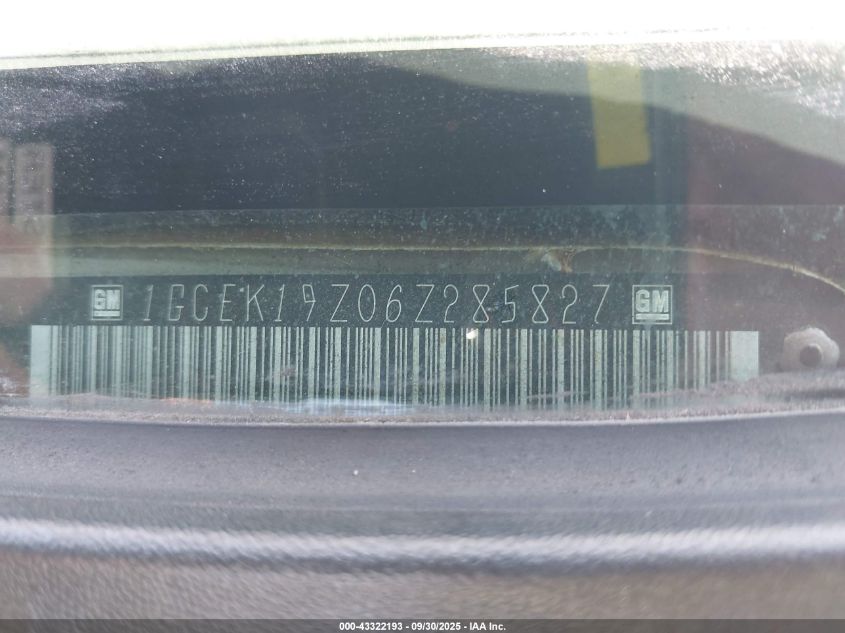 GM 1GCEK19Z06Z285827 GM
000-43322193 - 09/30/2025 - IAA Inc.